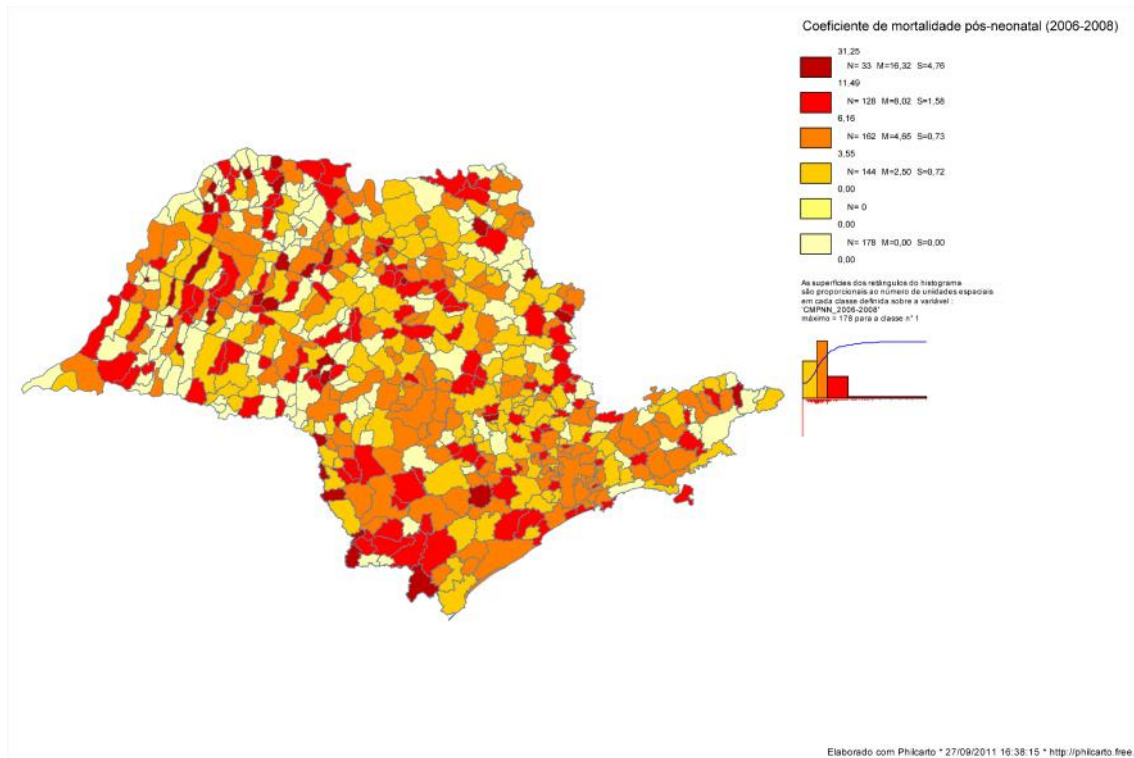 Coeficiente de mortalidade pós-neonatal (2006-2008)
31,25
N= 33 M=16,32 S=4,76
11,49
N= 128 M=8,02 S=1,58
6,16
N= 162 M=4,65 S=0,73
3,55
N= 144 M=2,50 S=0,72
0,00
N= 0
0,00
N= 178 M=0,00 S=0,00
0,00
As superfícies dos retângulos do histograma
são proporcionais ao número de unidades espaciais
em cada classe definida sobre a variável :
'CMPNN_2006-2008'
máximo = 178 para a classe n° 1
Elaborado com Philcarto * 27/09/2011 16:38:15 * http://philcarto.free.